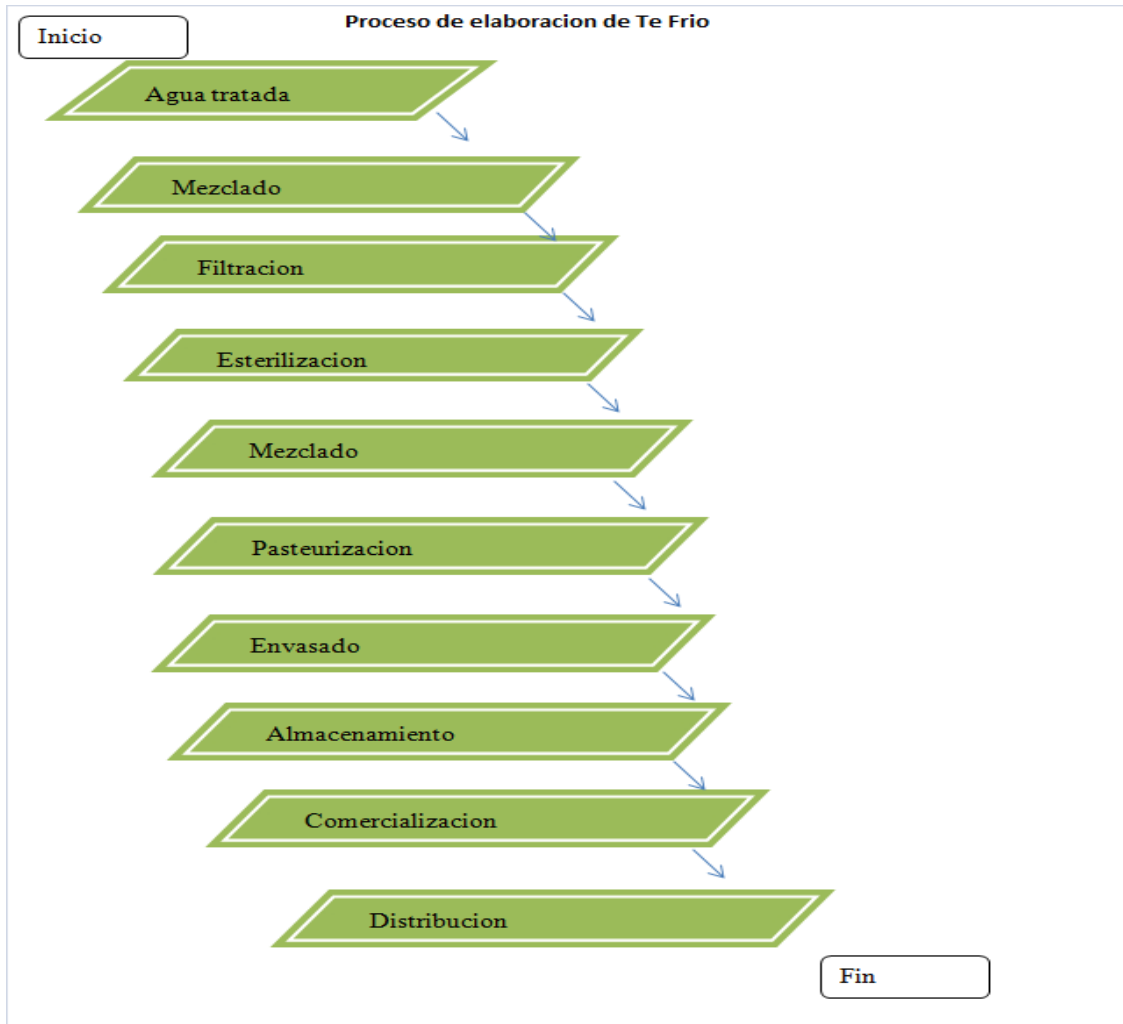 Proceso de elaboracion de Te Frio
Inicio
Agua tratada
Mezclado
Filtracion
Esterilizacion
Mezclado
Pasteurizacion
Envasado
Almacenamiento
Comercializacion
Distribucion
Fin